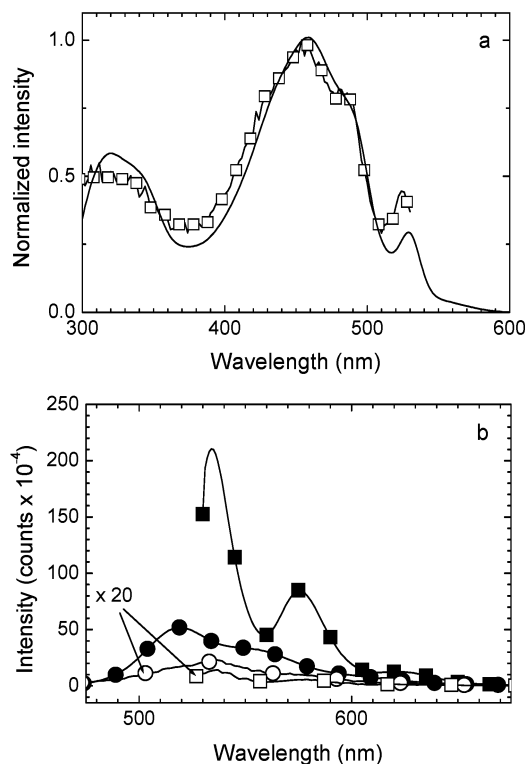 a
1.0
0.5
0.0
Normalized intensity
300 400 500 600
Wavelength (nm)
b
250
200
150
100
50
0
Intensity (counts x 10⁻⁴)
x 20
500 600
Wavelength (nm)